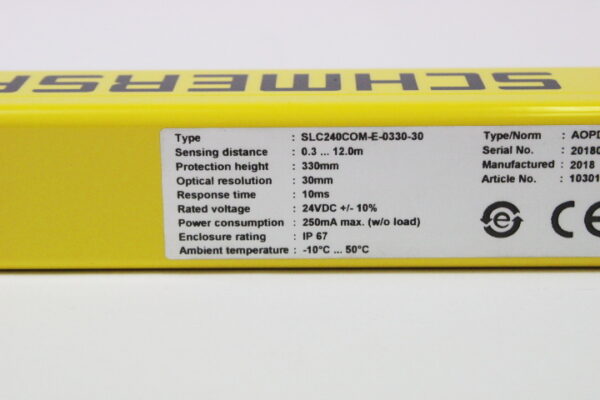 SCHMERSA
Type : SLC240COM-E-0330-30
Sensing distance : 0.3 ... 12.0m
Protection height : 330mm
Optical resolution : 30mm
Response time : 10ms
Rated voltage : 24VDC +/- 10%
Power consumption : 250mA max. (w/o load)
Enclosure rating : IP 67
Ambient temperature : -10°C ... 50°C
Type/Norm : AOPD
Serial No. : 20180
Manufactured : 2018
Article No. : 10301
e
CE